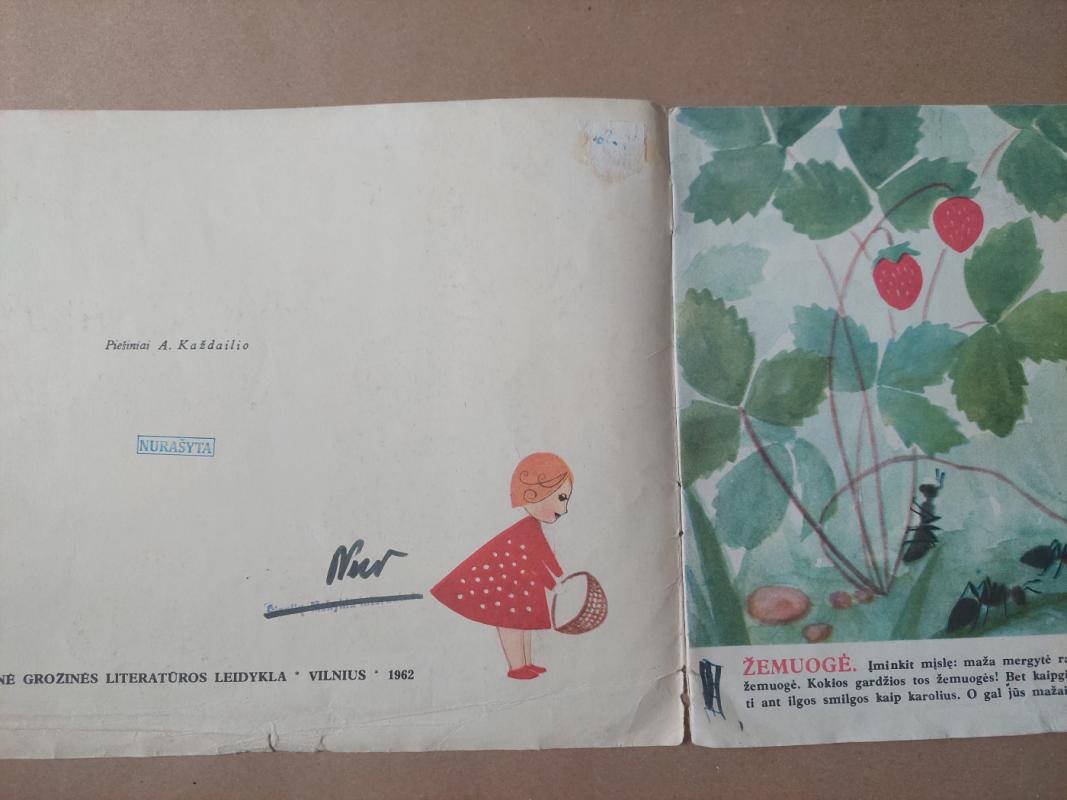 Piešiniai A. Každailio
NURAŠYTA
NĖ GROŽINĖS LITERATŪROS LEIDYKLA * VILNIUS * 1962
ŽEMUOGĖ. Įminkit mįslę: maža mergytė ra
žemuogė. Kokios gardžios tos žemuogės! Bet kaipgi
ti ant ilgos smilgos kaip karolius. O gal jūs mažai